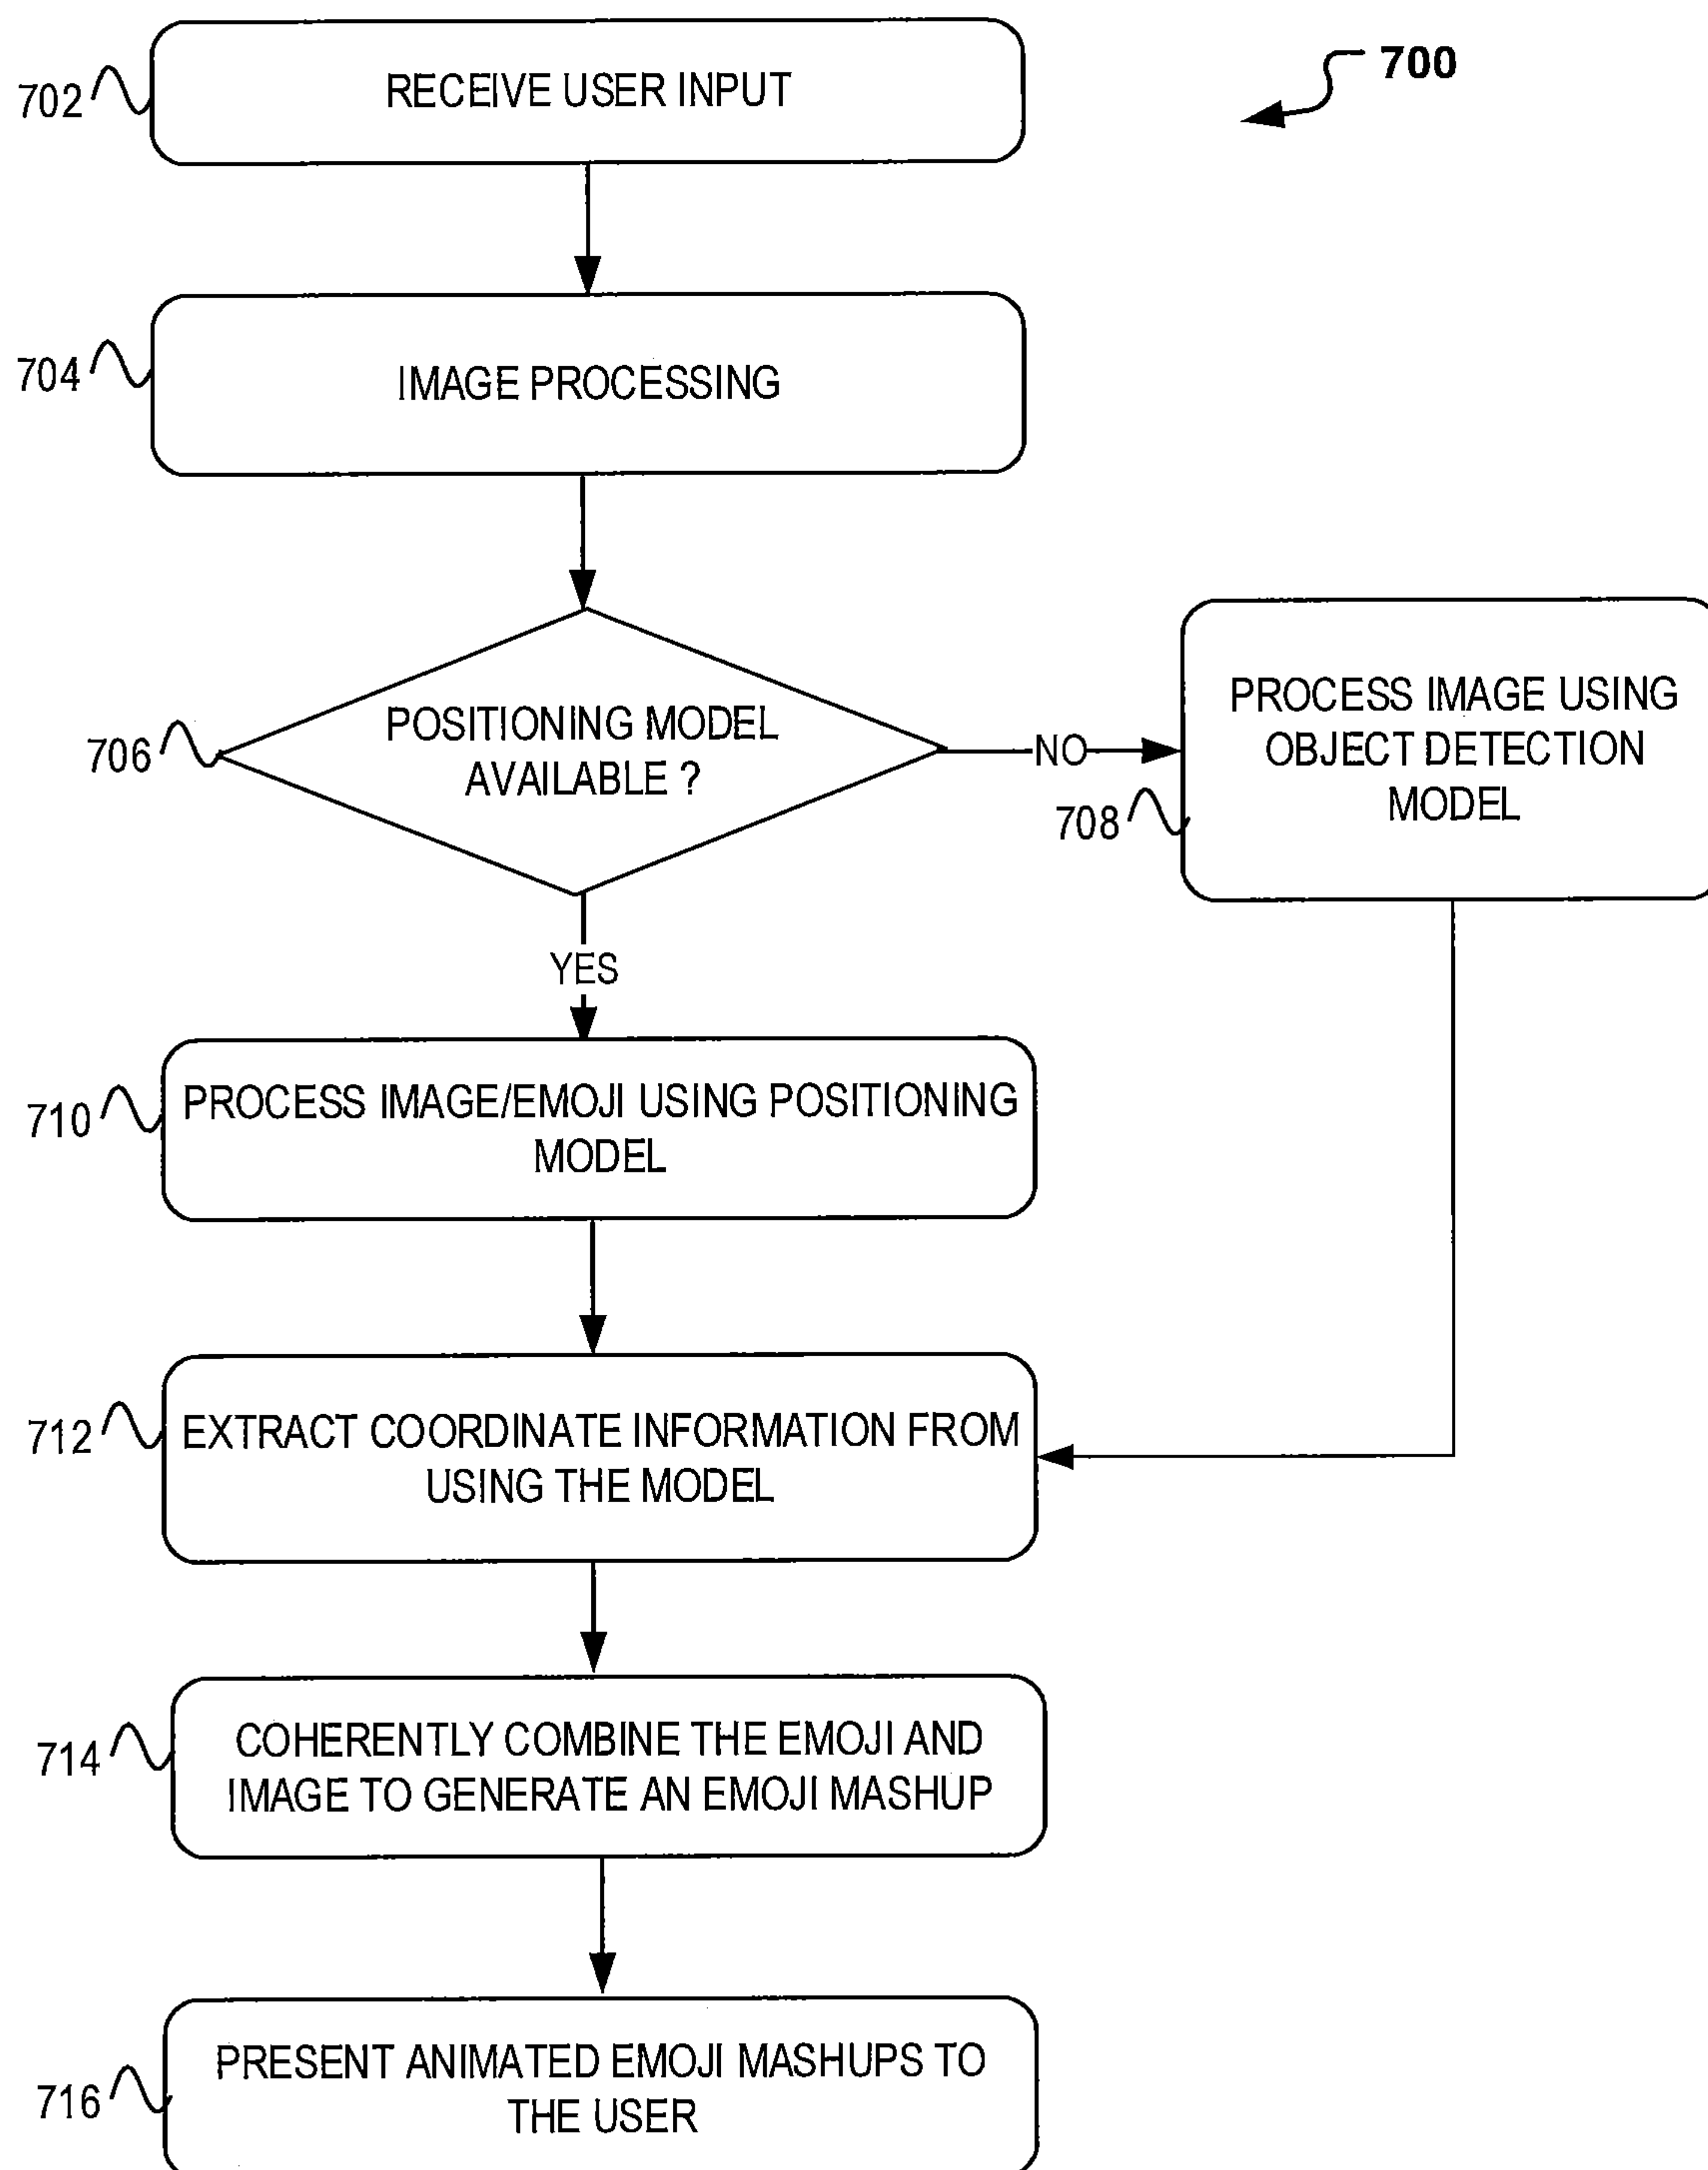 700
702
RECEIVE USER INPUT
704
IMAGE PROCESSING
706
POSITIONING MODEL
AVAILABLE ?
NO
708
PROCESS IMAGE USING
OBJECT DETECTION
MODEL
YES
710
PROCESS IMAGE/EMOJI USING POSITIONING
MODEL
712
EXTRACT COORDINATE INFORMATION FROM
USING THE MODEL
714
COHERENTLY COMBINE THE EMOJI AND
IMAGE TO GENERATE AN EMOJI MASHUP
716
PRESENT ANIMATED EMOJI MASHUPS TO
THE USER